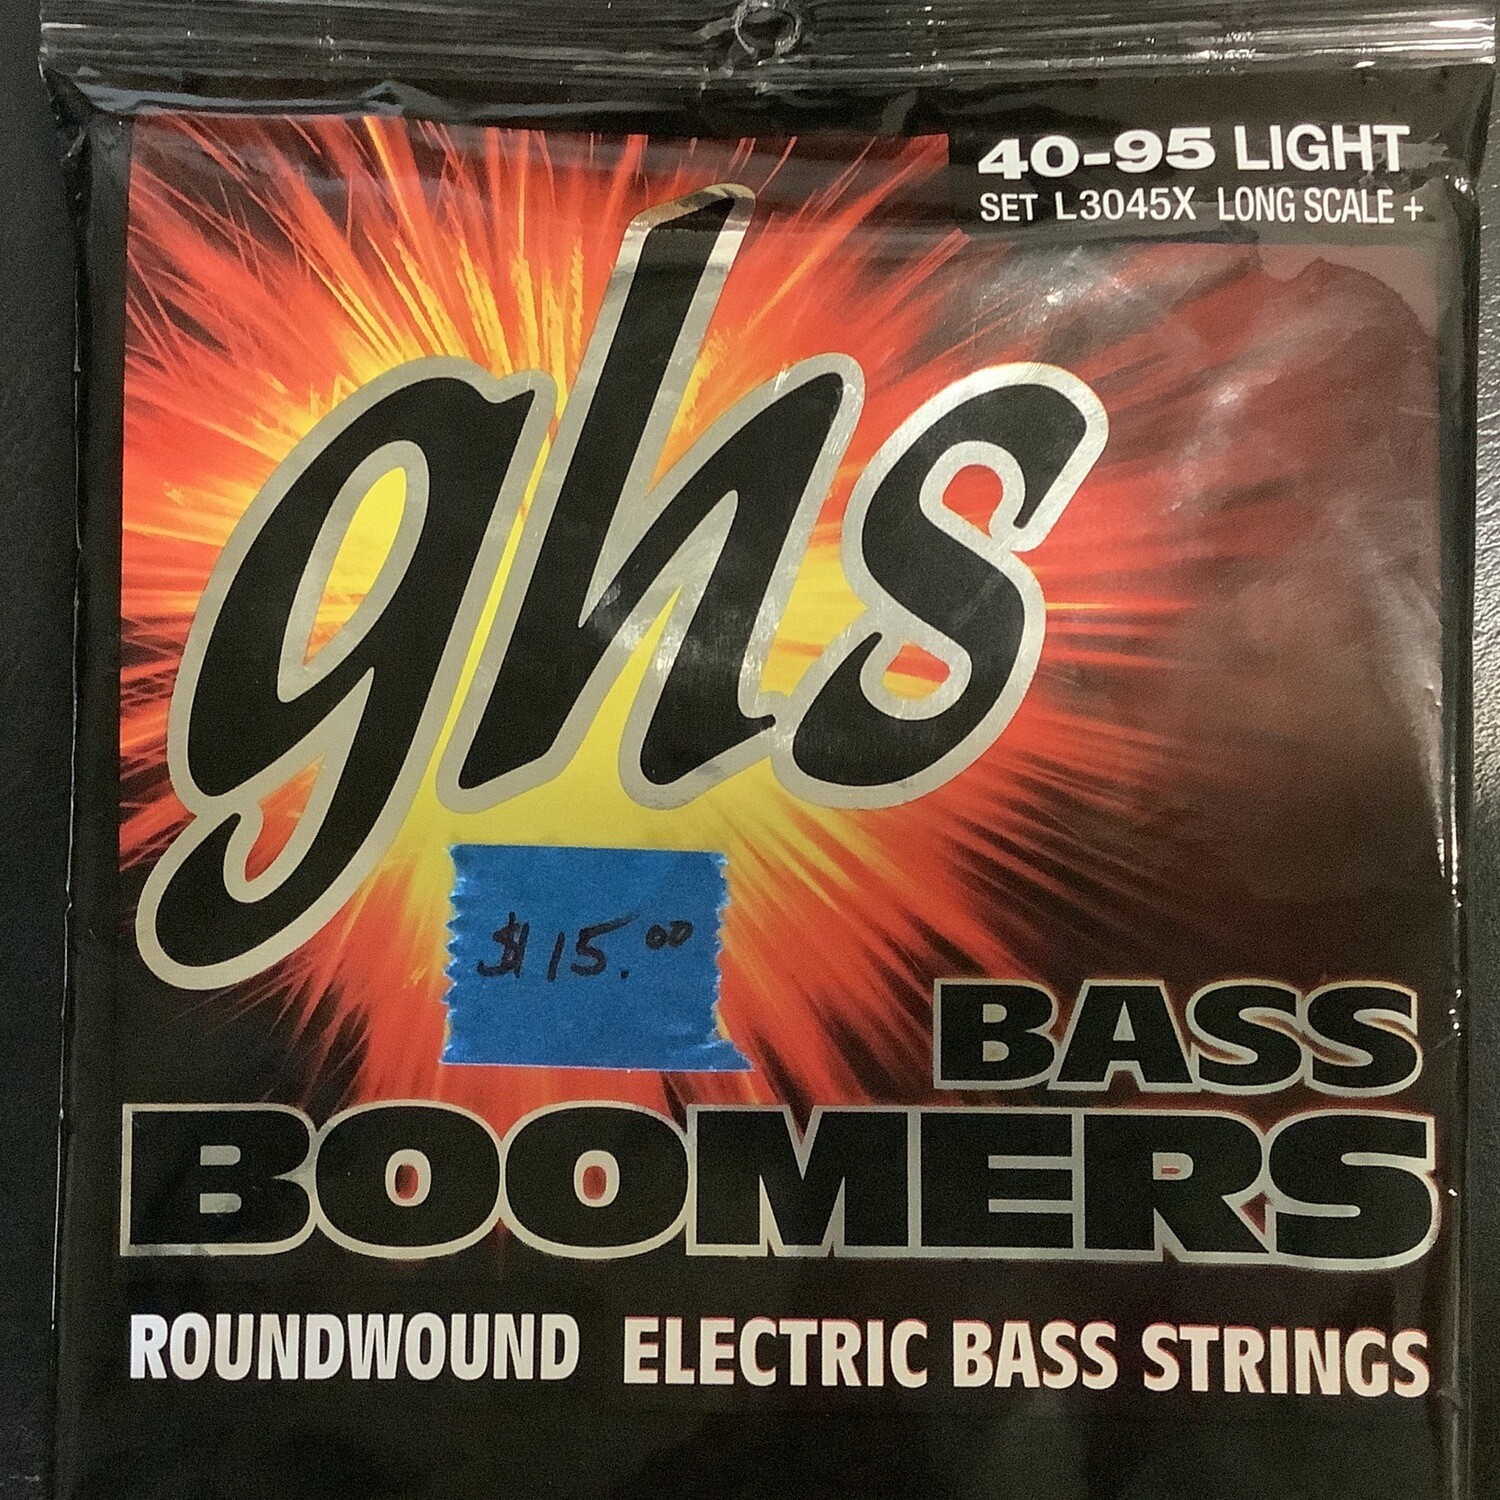 40-95 LIGHT
SET L3045X LONG SCALE +
ghs
$15.00
BASS
BOOMERS
ROUNDWOUND ELECTRIC BASS STRINGS